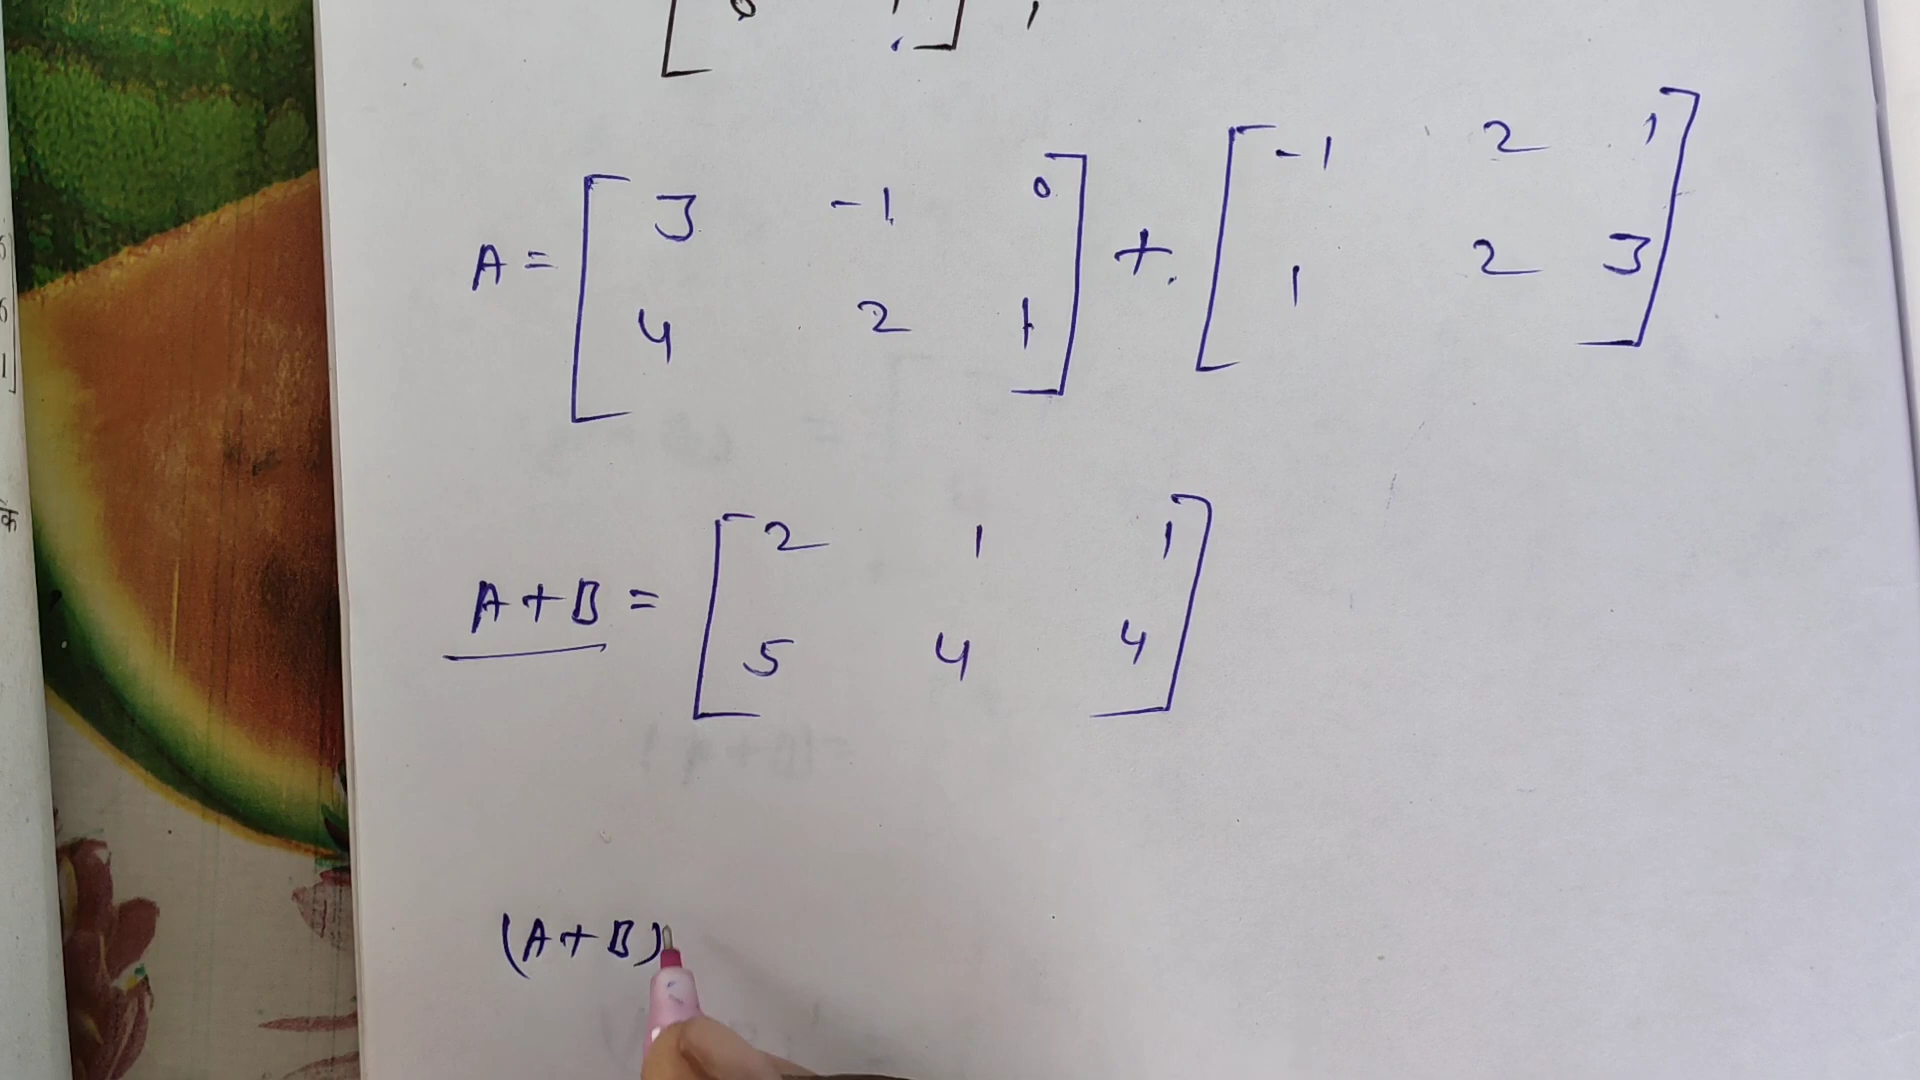 A = [ 3 -1 0 ] + [ -1 2 1 ]
[ 4 2 1 ] [ 1 2 3 ]
A+B = [ 2 1 1 ]
[ 5 4 4 ]
(A+B)